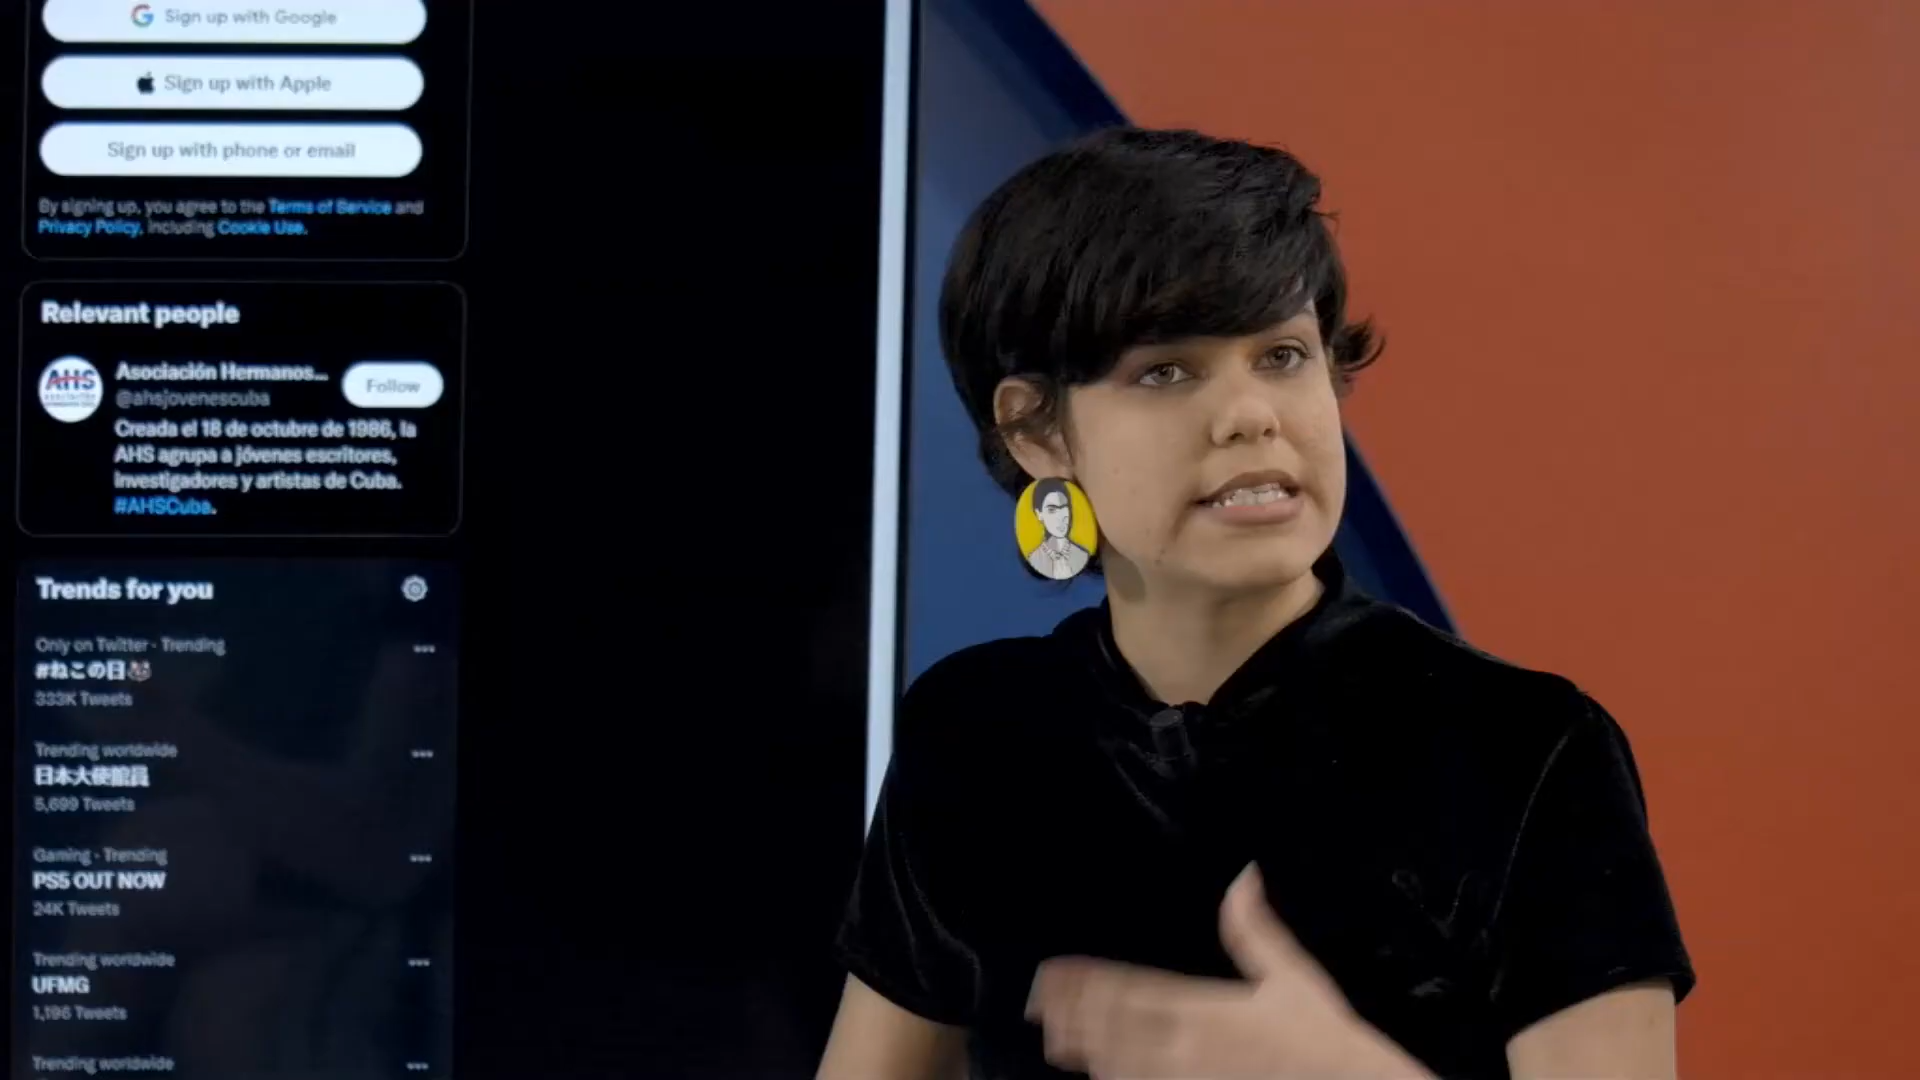 Sign up with Google
Sign up with Apple
Sign up with phone or email
By signing up, you agree to the Terms of Service and
Privacy Policy, including Cookie Use.
Relevant people
AHS
Asociación Hermanos...
Follow
@ahsjovenescuba
Creada el 18 de octubre de 1986, la
AHS agrupa a jóvenes escritores,
investigadores y artistas de Cuba.
#AHSCuba.
Trends for you
Only on Twitter · Trending
#ねこの日
333K Tweets
Trending worldwide
日本大使館員
5,699 Tweets
Gaming · Trending
PS5 OUT NOW
24K Tweets
Trending worldwide
UFMG
1,196 Tweets
Trending worldwide